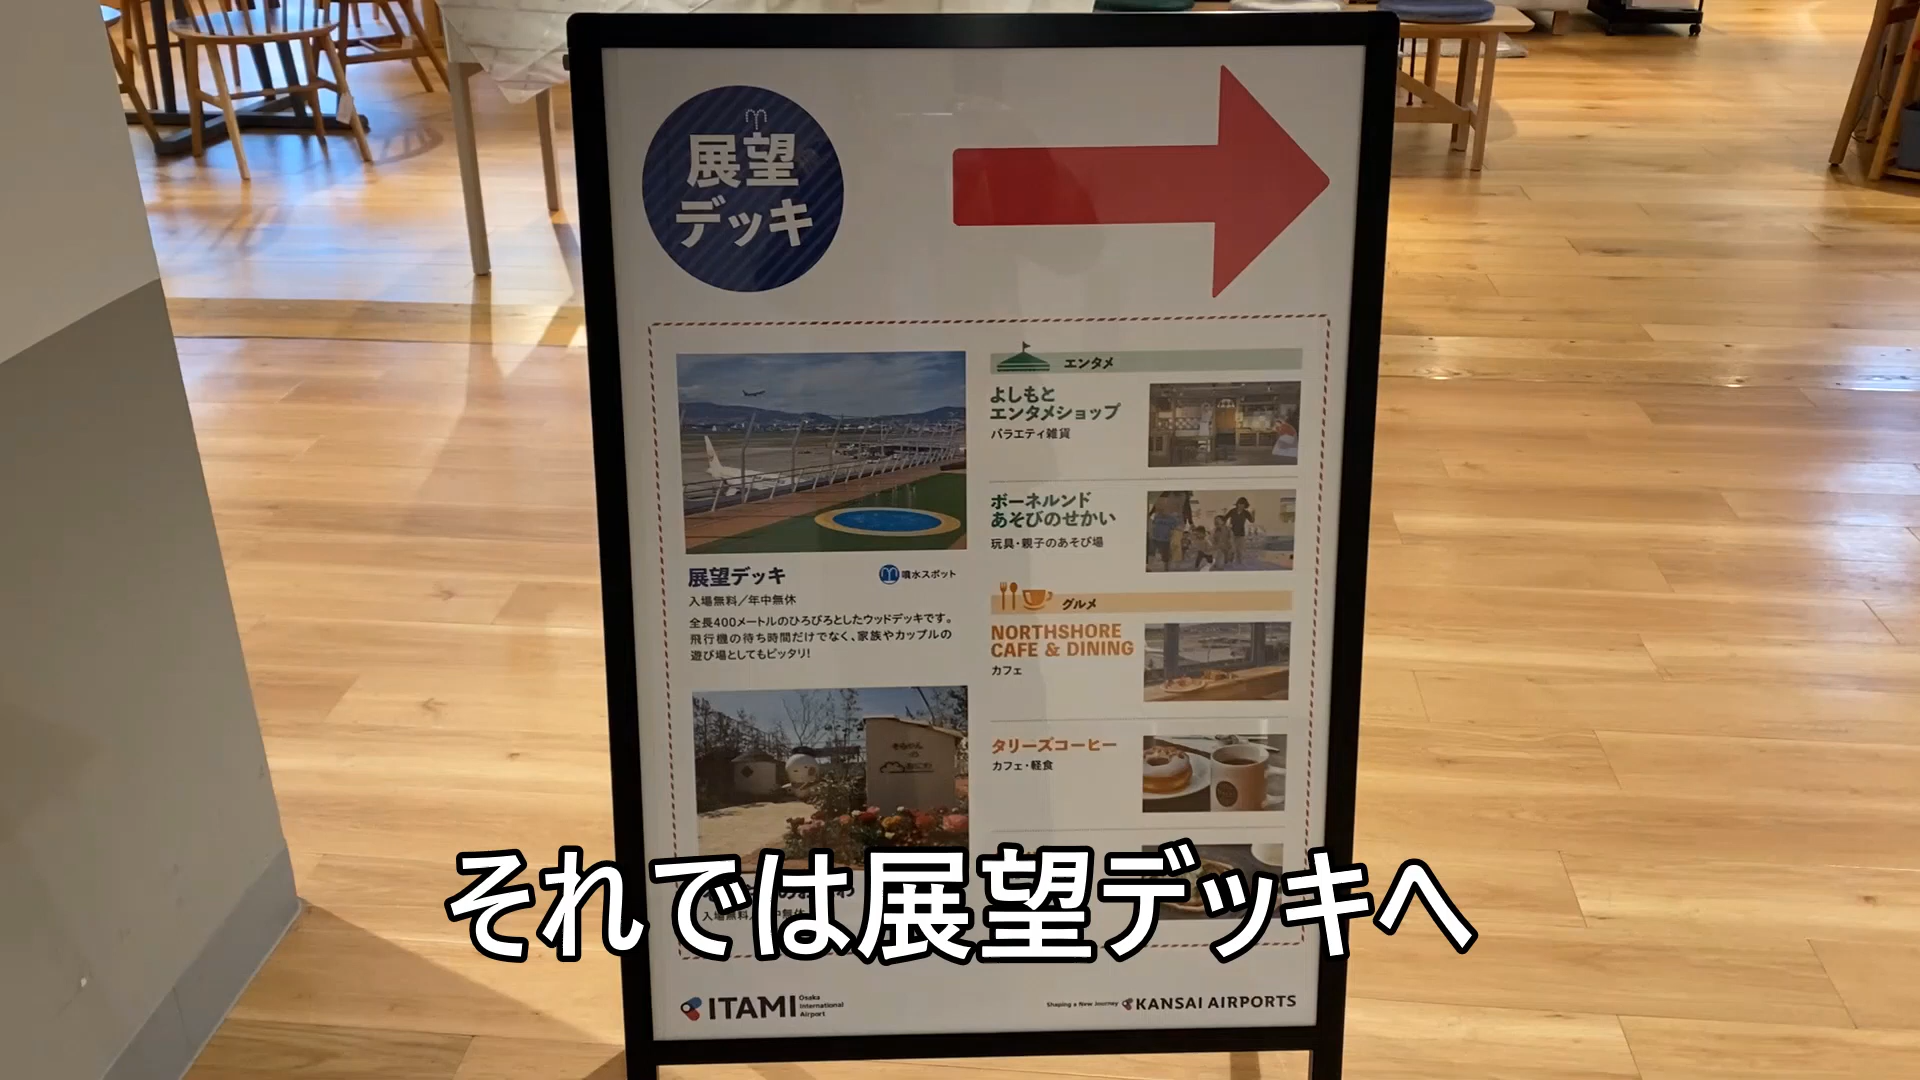 展望
デッキ
展望デッキ
噴水スポット
入場無料／年中無休
全長400メートルのひろびろとしたウッドデッキです。
飛行機の待ち時間だけでなく、家族やカップルの
遊び場としてもピッタリ!
エンタメ
よしもと
エンタメショップ
バラエティ雑貨
ボーネルンド
あそびのせかい
玩具・親子のあそび場
グルメ
NORTHSHORE
CAFE & DINING
カフェ
タリーズコーヒー
カフェ・軽食
それでは展望デッキへ
ITAMI
Osaka
International
Airport
Shaping a New Journey
KANSAI AIRPORTS